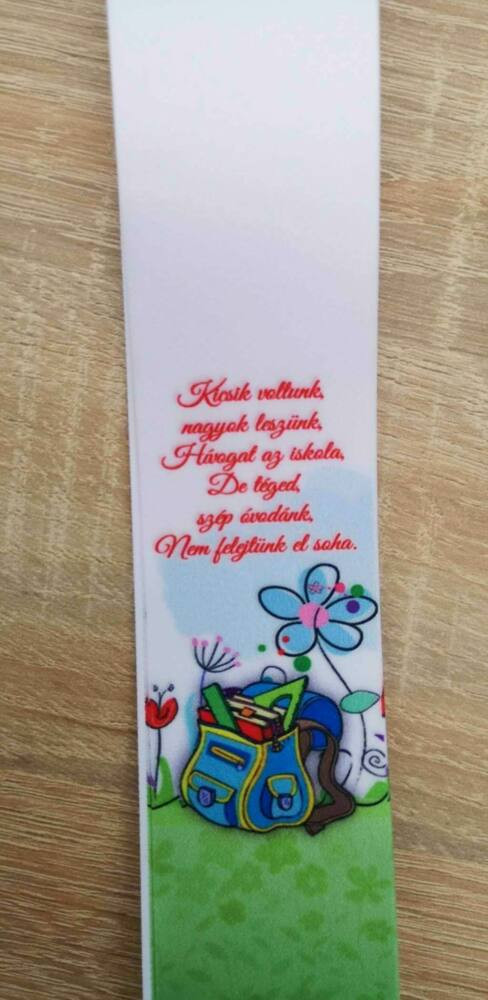 Kicsik voltunk,
nagyok leszünk,
Hívogat az iskola,
De téged,
szép óvodánk,
Nem felejtünk el soha.